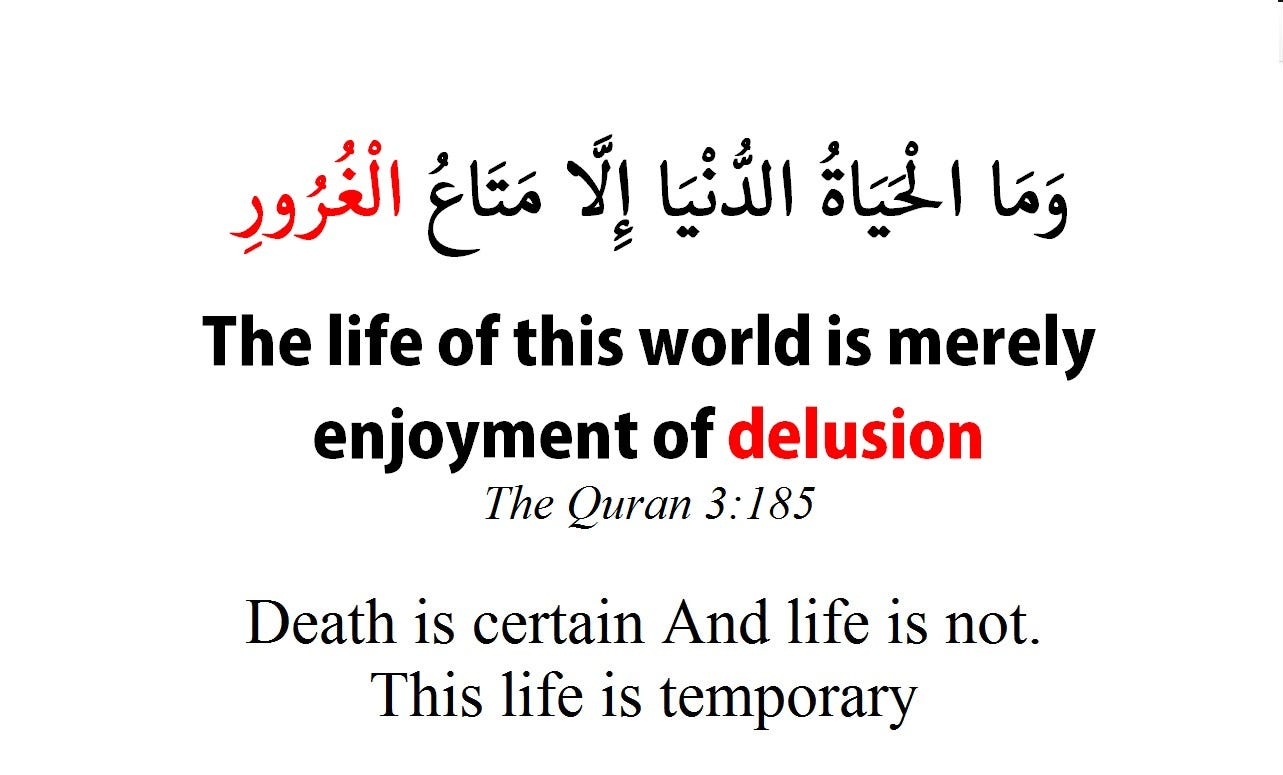 وَمَا الْحَيَاةُ الدُّنْيَا إِلَّا مَتَاعُ الْغُرُورِ
The life of this world is merely
enjoyment of delusion
The Quran 3:185
Death is certain And life is not.
This life is temporary